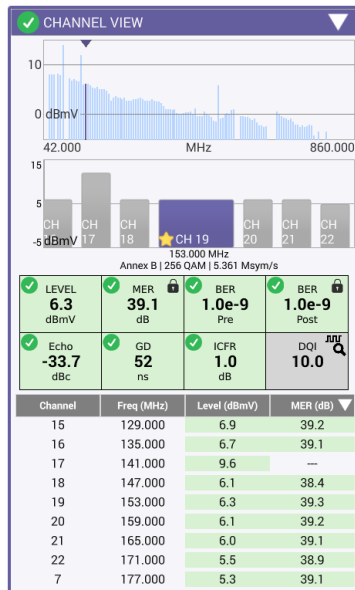 CHANNEL VIEW
10
0 dBmV
42.000 MHz 860.000
15
5
-5 dBmV
CH 17 CH 18 CH 19 CH 20 CH 21 CH 22
153.000 MHz
Annex B | 256 QAM | 5.361 Msym/s
LEVEL MER BER BER
6.3 39.1 1.0e-9 1.0e-9
dBmV dB Pre Post
Echo GD ICFR DQI
-33.7 52 1.0 10.0
dBc ns dB
Channel Freq (MHz) Level (dBmV) MER (dB)
15 129.000 6.9 39.2
16 135.000 6.7 39.1
17 141.000 9.6 ---
18 147.000 6.1 38.4
19 153.000 6.3 39.3
20 159.000 6.1 39.2
21 165.000 6.0 39.1
22 171.000 5.5 38.9
7 177.000 5.3 39.1